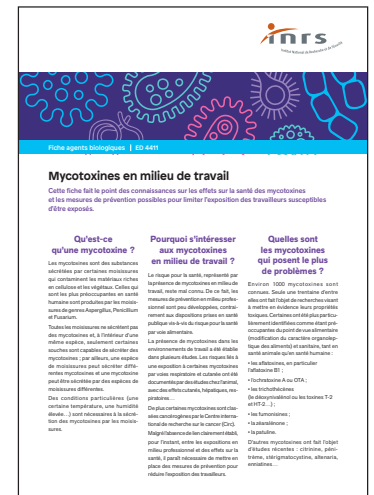 inrs
Institut national de recherche et de sécurité
Fiche agents biologiques | ED 4411
Mycotoxines en milieu de travail
Cette fiche fait le point des connaissances sur les effets sur la santé des mycotoxines
et les mesures de prévention possibles pour limiter l'exposition des travailleurs susceptibles
d'être exposés.
Qu'est-ce
qu'une mycotoxine ?
Les mycotoxines sont des substances
sécrétées par certaines moisissures
qui contaminent les matériaux riches
en cellulose et les végétaux. Celles qui
sont les plus préoccupantes en santé
humaine sont produites par les moisis-
sures de genres Aspergillus, Penicillium
et Fusarium.
Toutes les moisissures ne sécrètent pas
des mycotoxines et, à l'intérieur d'une
même espèce, seulement certaines
souches sont capables de sécréter des
mycotoxines ; par ailleurs, une espèce
de moisissures peut sécréter diffé-
rentes mycotoxines et une mycotoxine
peut être sécrétée par des espèces de
moisissures différentes.
Des conditions particulières (une
certaine température, une humidité
élevée…) sont nécessaires à la sécré-
tion des mycotoxines par les moisis-
sures.
Pourquoi s'intéresser
aux mycotoxines
en milieu de travail ?
Le risque pour la santé, représenté par
la présence de mycotoxines en milieu de
travail, reste mal connu. De ce fait, les
mesures de prévention en milieu profes-
sionnel sont peu développées, contrai-
rement aux dispositions prises en santé
publique vis-à-vis du risque pour la santé
par voie alimentaire.
La présence de mycotoxines dans les
environnements de travail a été établie
dans plusieurs études. Les risques liés à
une exposition à certaines mycotoxines
par voies respiratoire et cutanée ont été
documentés par des études chez l'animal,
avec des effets cutanés, hépatiques, res-
piratoires…
De plus certaines mycotoxines sont clas-
sées cancérogènes par le Centre interna-
tional de recherche sur le cancer (Circ).
Malgré l'absence de lien clairement établi,
pour l'instant, entre les expositions en
milieu professionnel et des effets sur la
santé, il paraît nécessaire de mettre en
place des mesures de prévention pour
réduire l'exposition des travailleurs.
Quelles sont
les mycotoxines
qui posent le plus
de problèmes ?
Environ 1000 mycotoxines sont
connues. Seule une trentaine d'entre
elles ont fait l'objet de recherches visant
à mettre en évidence leurs propriétés
toxiques. Certaines ont été plus particu-
lièrement identifiées comme étant pré-
occupantes du point de vue alimentaire
(modification du caractère organolep-
tique des aliments) et sanitaire, tant en
santé animale qu'en santé humaine :
• les aflatoxines, en particulier
l'aflatoxine B1 ;
• l'ochratoxine A ou OTA ;
• les trichothécènes
(le déoxynivalénol ou les toxines T-2
et HT-2…) ;
• les fumonisines ;
• la zéaralénone ;
• la patuline.
D'autres mycotoxines ont fait l'objet
d'études récentes : citrinine, péni-
trème, stérigmatocystine, altenaria,
enniatines…